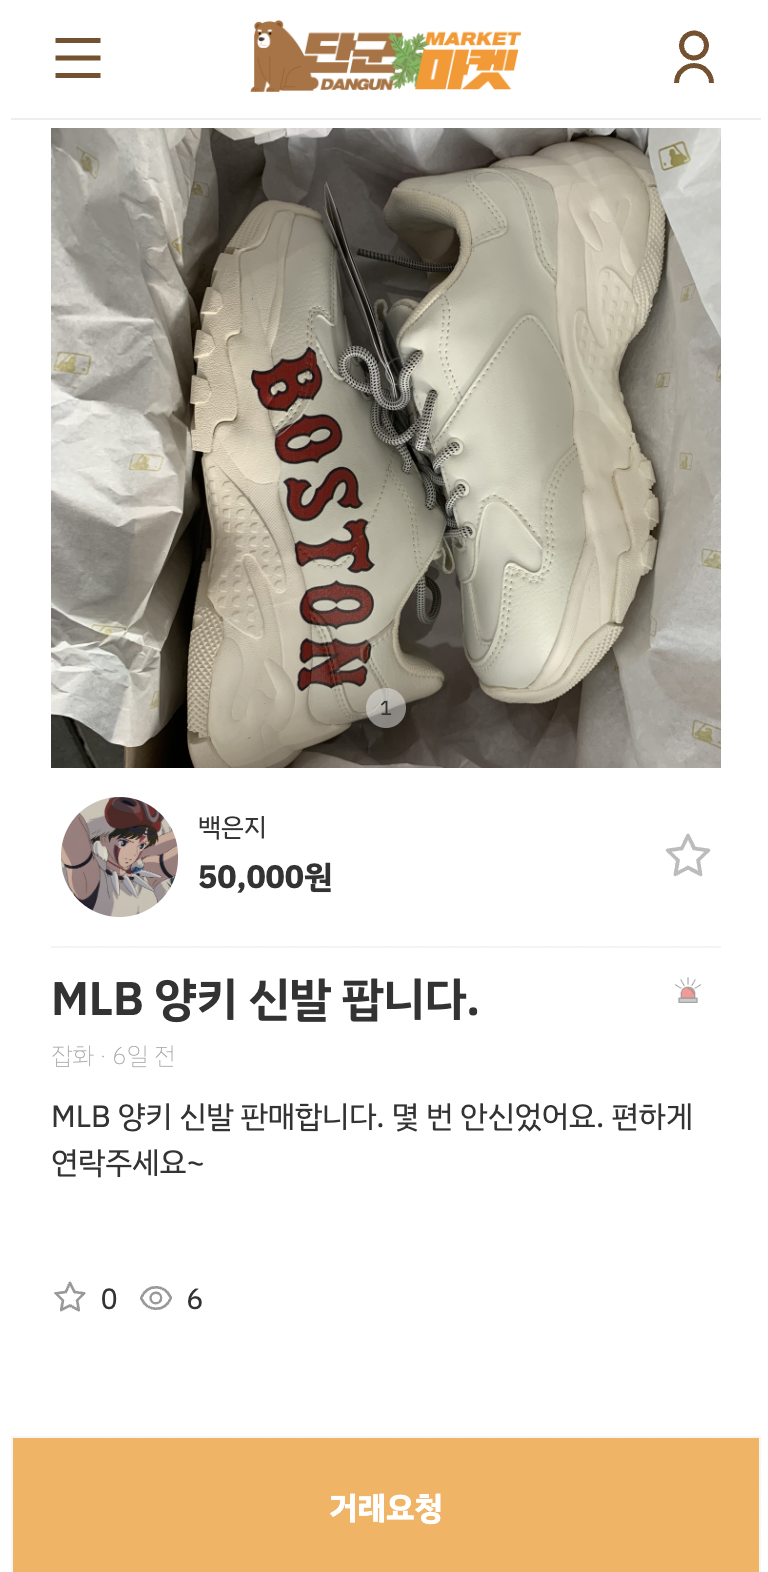 단군 마켓
DANGUN MARKET
BOSTON
1
백은지
50,000원
MLB 양키 신발 팝니다.
잡화 · 6일 전
MLB 양키 신발 판매합니다. 몇 번 안신었어요. 편하게
연락주세요~
0 6
거래요청